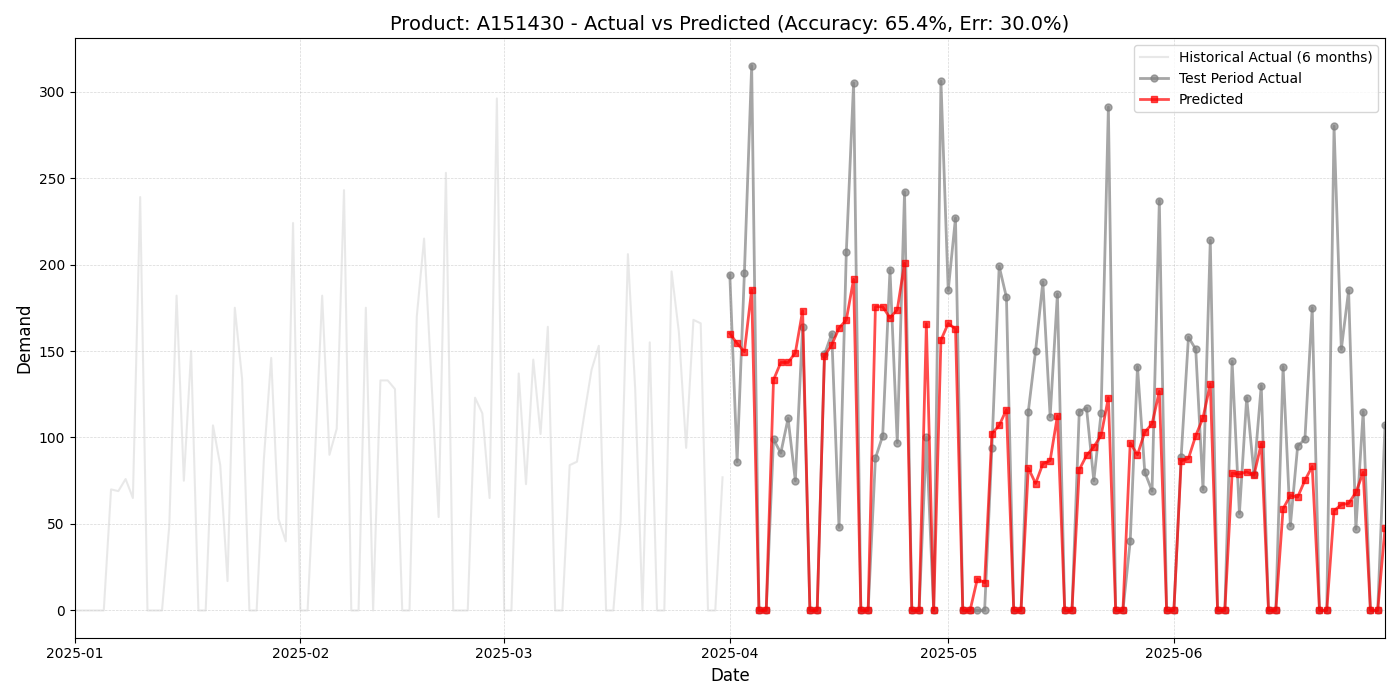 Product: A151430 - Actual vs Predicted (Accuracy: 65.4%, Err: 30.0%)
Historical Actual (6 months)
Test Period Actual
Predicted
Demand
300
250
200
150
100
50
0
2025-01
2025-02
2025-03
2025-04
2025-05
2025-06
Date